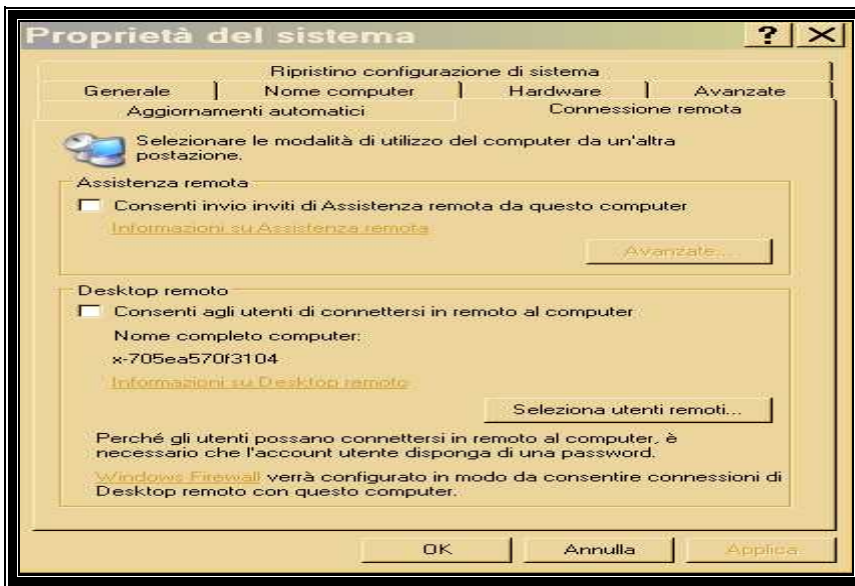 Proprietà del sistema
Ripristino configurazione di sistema
Generale Nome computer Hardware Avanzate
Aggiornamenti automatici Connessione remota
Selezionare le modalità di utilizzo del computer da un'altra
postazione.
Assistenza remota
Consenti invio inviti di Assistenza remota da questo computer
Informazioni su Assistenza remota
Avanzate...
Desktop remoto
Consenti agli utenti di connettersi in remoto al computer
Nome completo computer:
x-705ea570f3104
Informazioni su Desktop remoto
Seleziona utenti remoti...
Perché gli utenti possano connettersi in remoto al computer, è
necessario che l'account utente disponga di una password.
Windows Firewall verrà configurato in modo da consentire connessioni di
Desktop remoto con questo computer.
OK Annulla Applica